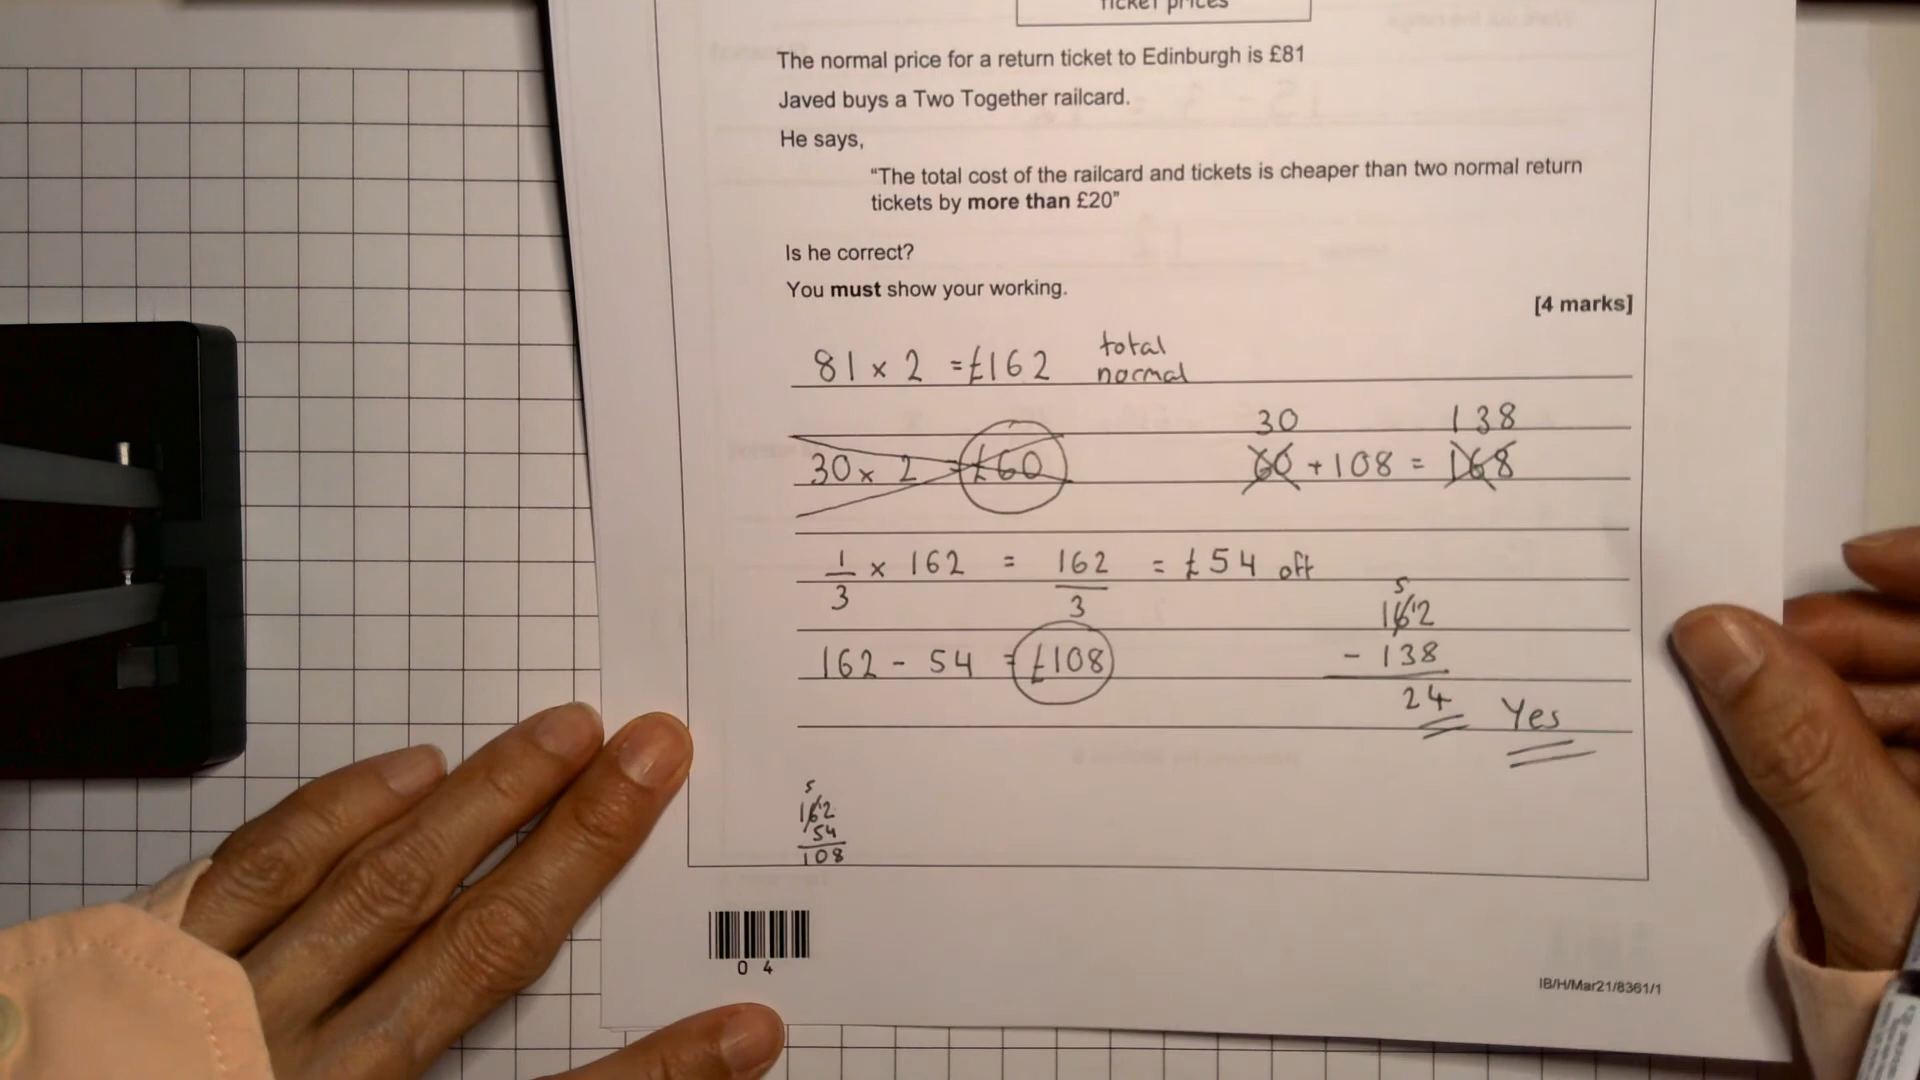 ticket prices
The normal price for a return ticket to Edinburgh is £81
Javed buys a Two Together railcard.
He says,
“The total cost of the railcard and tickets is cheaper than two normal return
tickets by more than £20”
Is he correct?
You must show your working.
[4 marks]
81 × 2 = £162 total
normal
30 138
30 × 2 = £60 60 + 108 = 168
1/3 × 162 = 162/3 = £54 off
162 - 54 = £108
5
162
- 138
24 Yes
5
162
54
108
0 4
IB/H/Mar21/8361/1